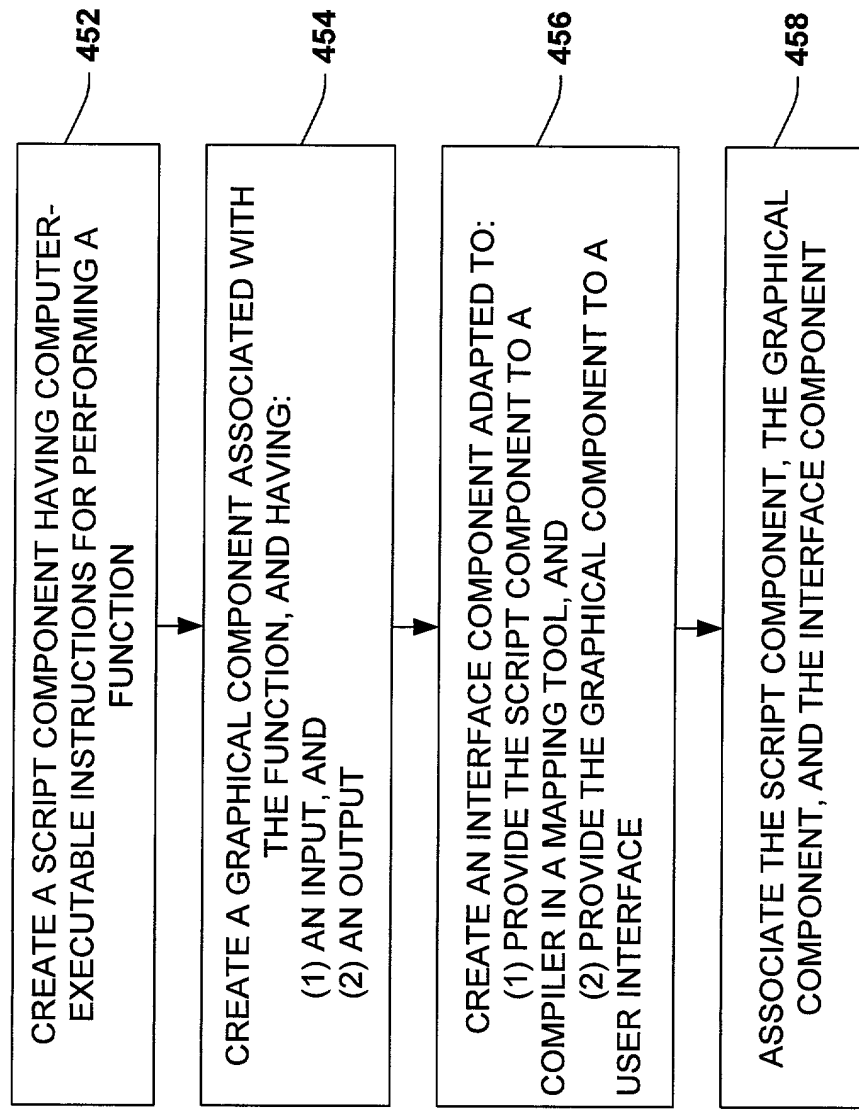 CREATE A SCRIPT COMPONENT HAVING COMPUTER-
EXECUTABLE INSTRUCTIONS FOR PERFORMING A
FUNCTION
452
CREATE A GRAPHICAL COMPONENT ASSOCIATED WITH
THE FUNCTION, AND HAVING:
(1) AN INPUT, AND
(2) AN OUTPUT
454
CREATE AN INTERFACE COMPONENT ADAPTED TO:
(1) PROVIDE THE SCRIPT COMPONENT TO A
COMPILER IN A MAPPING TOOL, AND
(2) PROVIDE THE GRAPHICAL COMPONENT TO A
USER INTERFACE
456
ASSOCIATE THE SCRIPT COMPONENT, THE GRAPHICAL
COMPONENT, AND THE INTERFACE COMPONENT
458